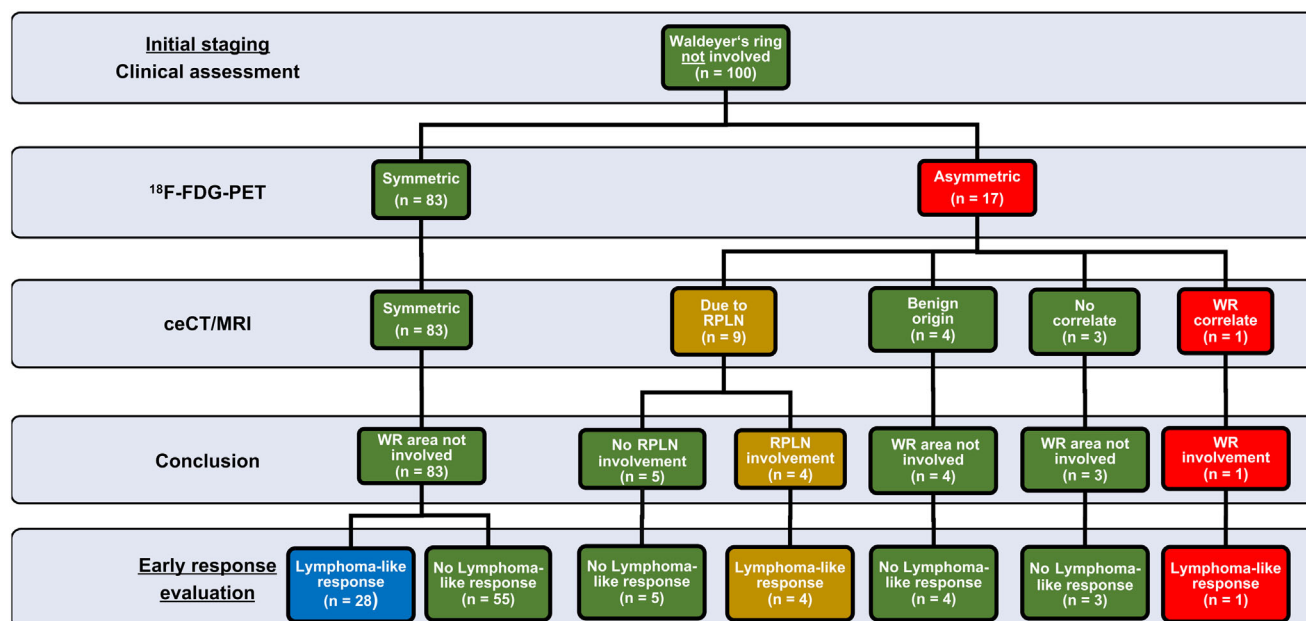 Initial staging
Clinical assessment
Waldeyer‘s ring
not involved
(n = 100)
¹⁸F-FDG-PET
Symmetric
(n = 83)
Asymmetric
(n = 17)
ceCT/MRI
Symmetric
(n = 83)
Due to
RPLN
(n = 9)
Benign
origin
(n = 4)
No
correlate
(n = 3)
WR
correlate
(n = 1)
Conclusion
WR area not
involved
(n = 83)
No RPLN
involvement
(n = 5)
RPLN
involvement
(n = 4)
WR area not
involved
(n = 4)
WR area not
involved
(n = 3)
WR
involvement
(n = 1)
Early response
evaluation
Lymphoma-like
response
(n = 28)
No Lymphoma-
like response
(n = 55)
No Lymphoma-
like response
(n = 5)
Lymphoma-like
response
(n = 4)
No Lymphoma-
like response
(n = 4)
No Lymphoma-
like response
(n = 3)
Lymphoma-like
response
(n = 1)